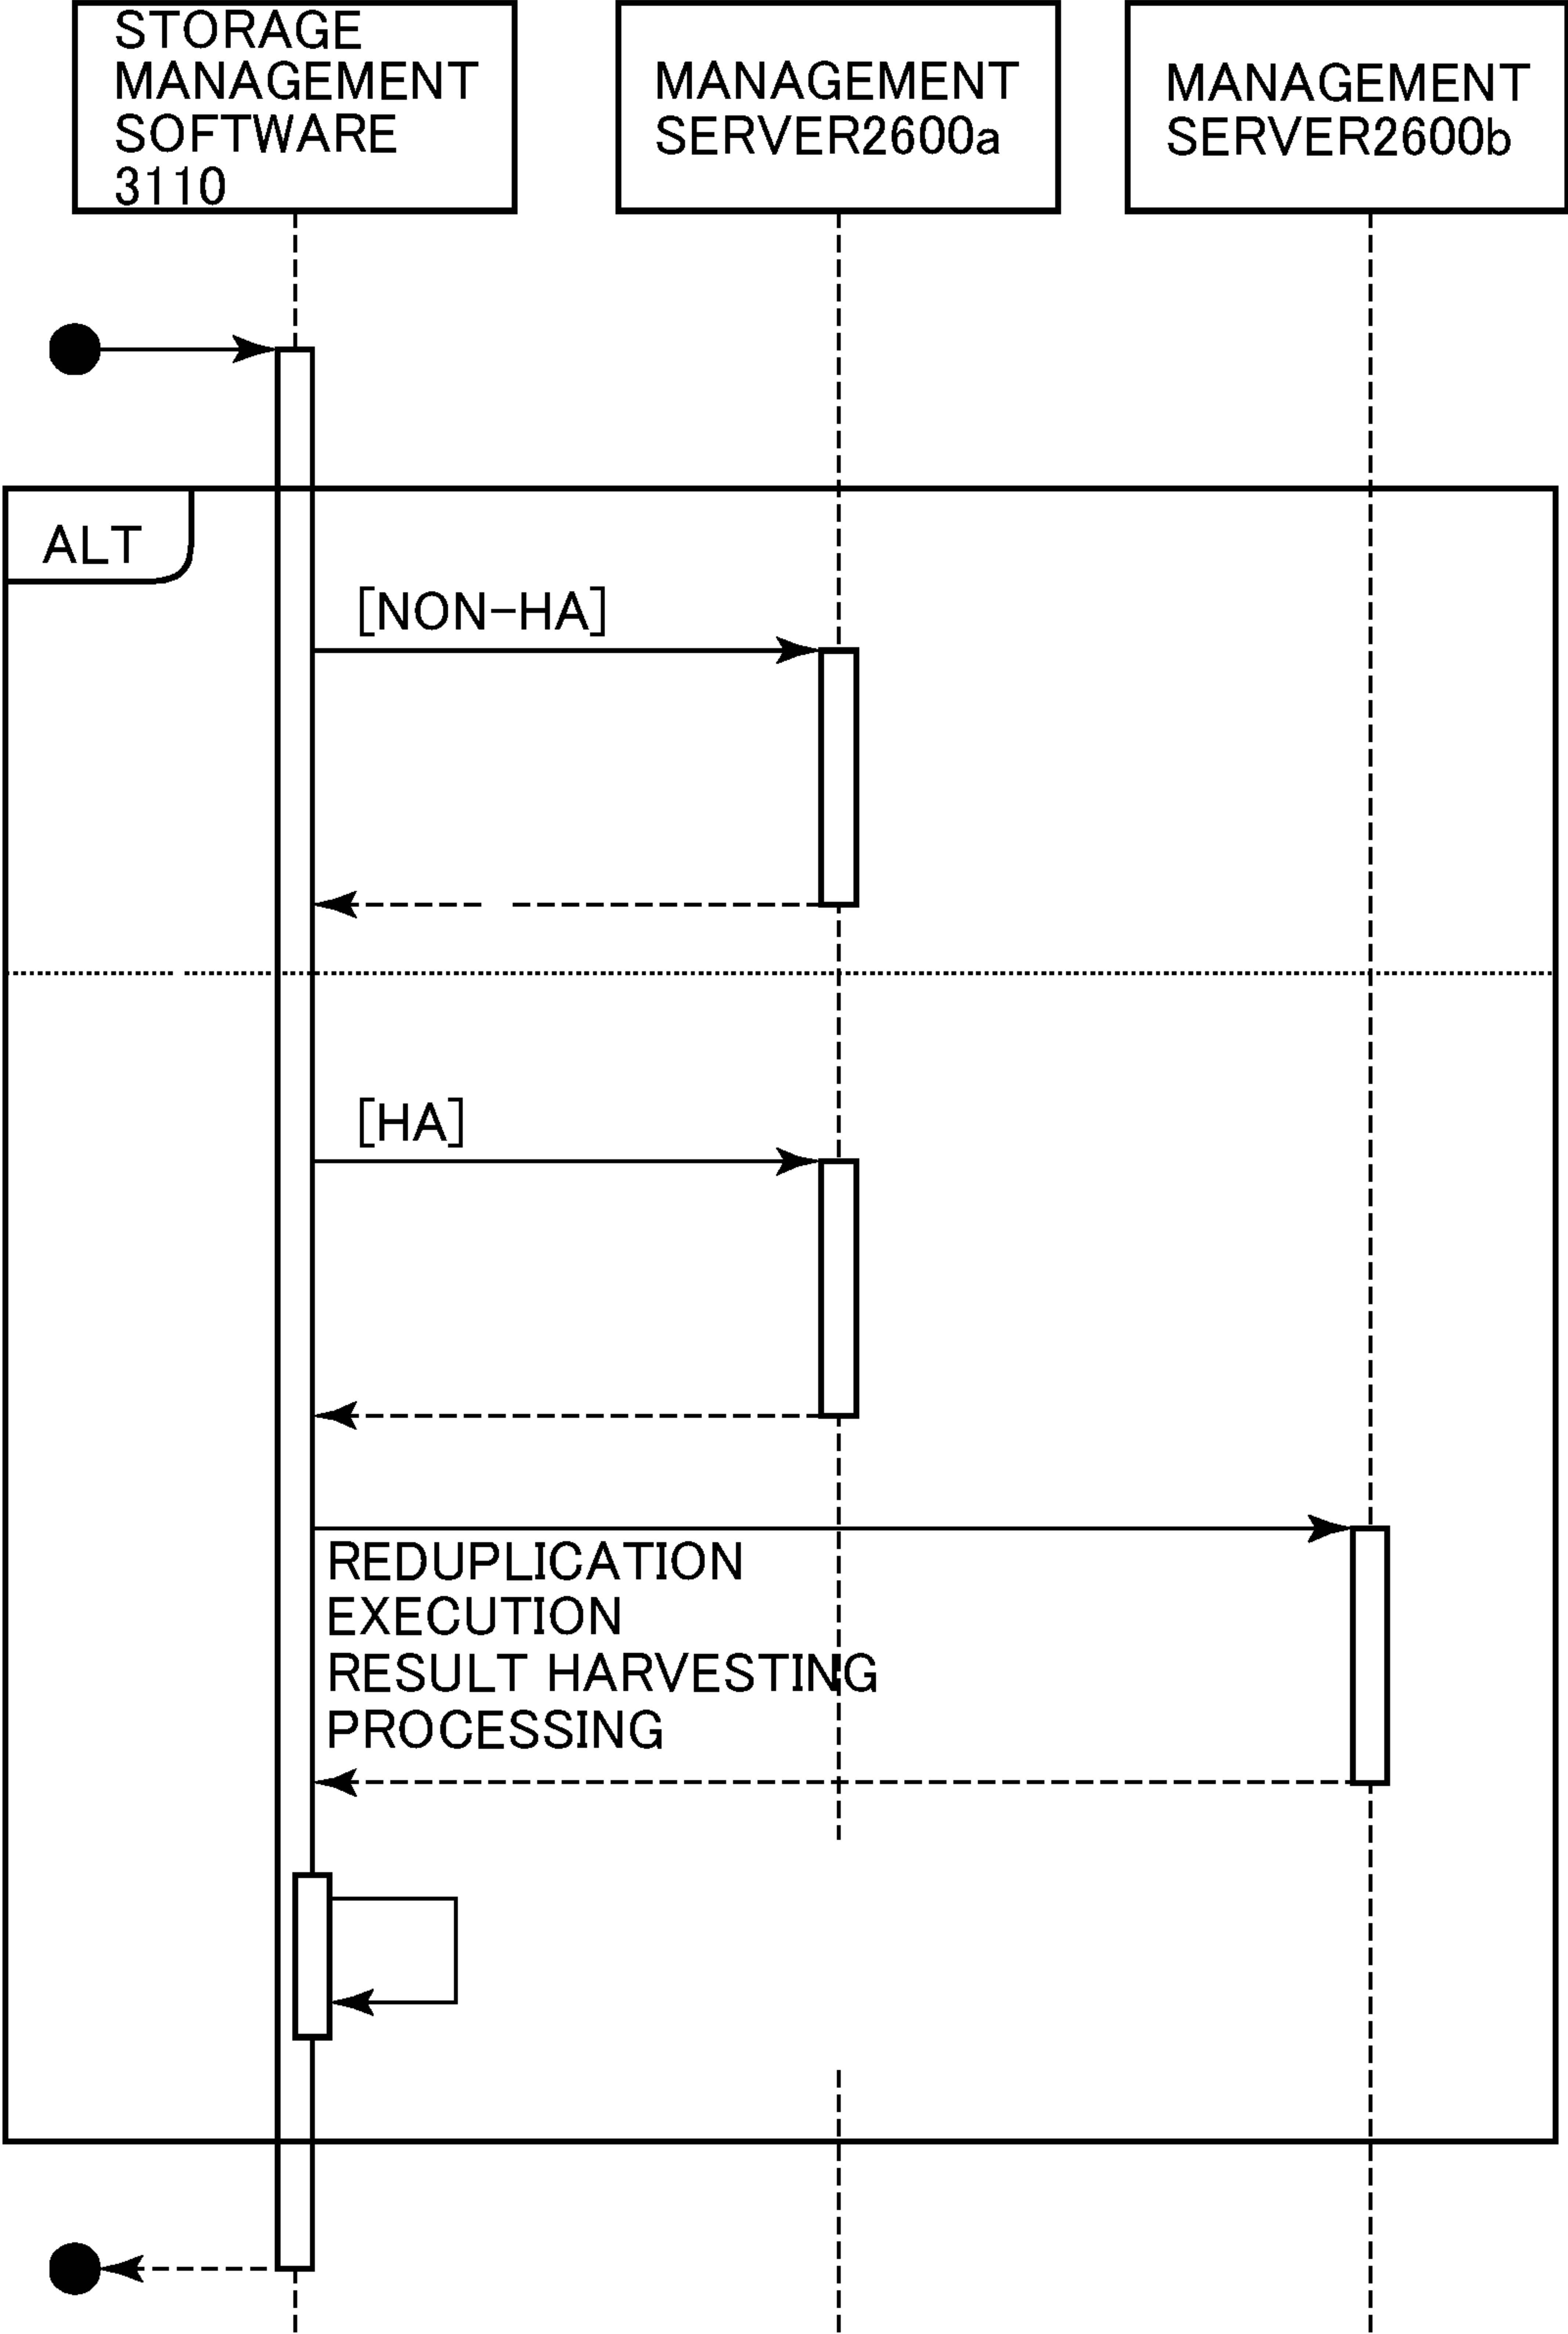 STORAGE
MANAGEMENT
SOFTWARE
3110
MANAGEMENT
SERVER2600a
MANAGEMENT
SERVER2600b
ALT
[NON-HA]
[HA]
REDUPLICATION
EXECUTION
RESULT HARVESTING
PROCESSING